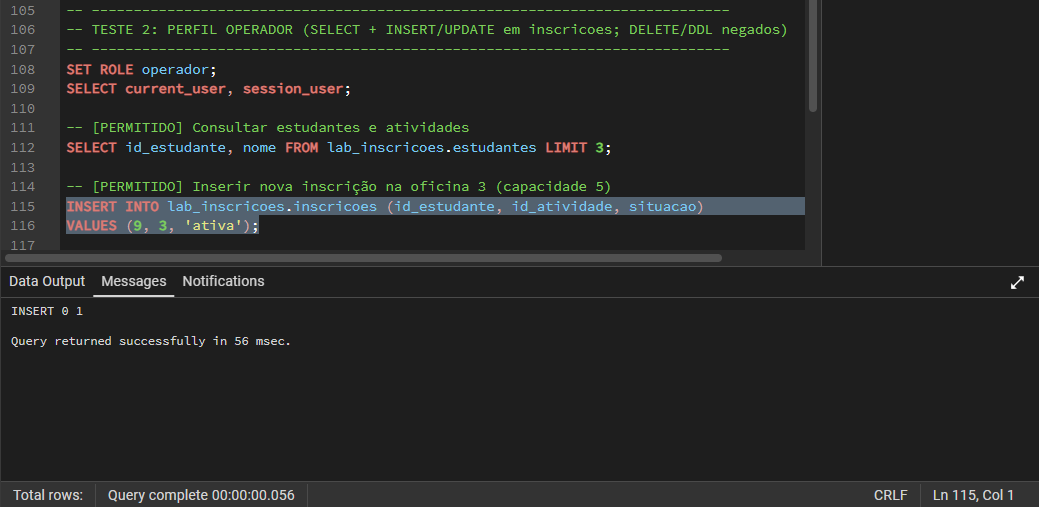 105 -- ----------------------------------------------------------------------------
106 -- TESTE 2: PERFIL OPERADOR (SELECT + INSERT/UPDATE em inscricoes; DELETE/DDL negados)
107 -- ----------------------------------------------------------------------------
108 SET ROLE operador;
109 SELECT current_user, session_user;
110
111 -- [PERMITIDO] Consultar estudantes e atividades
112 SELECT id_estudante, nome FROM lab_inscricoes.estudantes LIMIT 3;
113
114 -- [PERMITIDO] Inserir nova inscrição na oficina 3 (capacidade 5)
115 INSERT INTO lab_inscricoes.inscricoes (id_estudante, id_atividade, situacao)
116 VALUES (9, 3, 'ativa');
117
Data Output Messages Notifications
INSERT 0 1
Query returned successfully in 56 msec.
Total rows: Query complete 00:00:00.056 CRLF Ln 115, Col 1